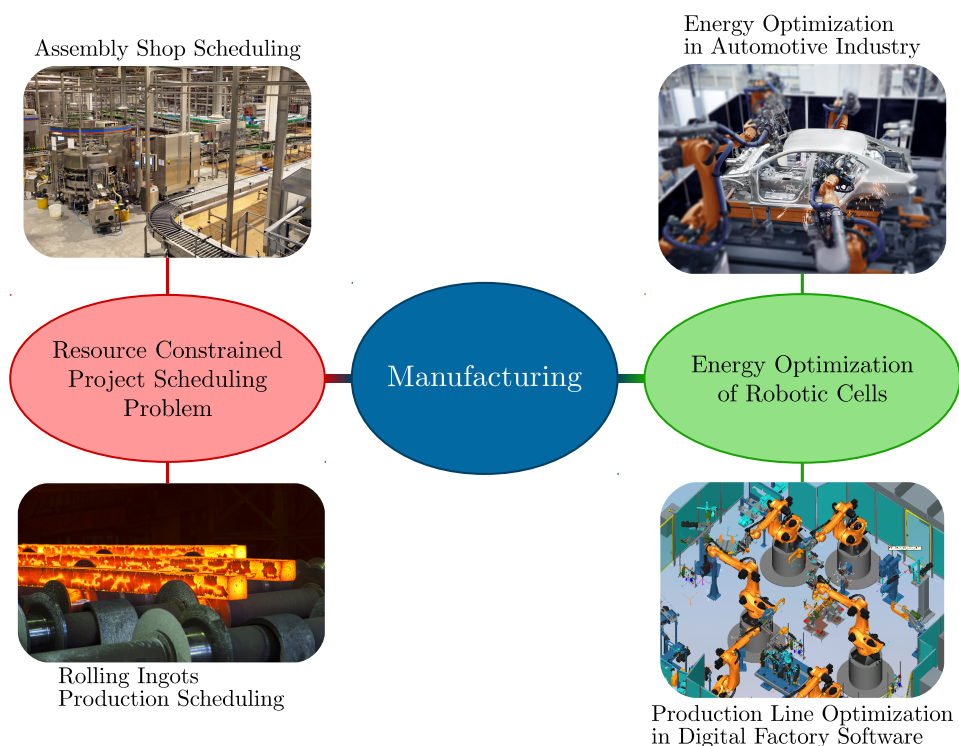 Assembly Shop Scheduling
Energy Optimization
in Automotive Industry
Resource Constrained
Project Scheduling
Problem
Manufacturing
Energy Optimization
of Robotic Cells
Rolling Ingots
Production Scheduling
Production Line Optimization
in Digital Factory Software